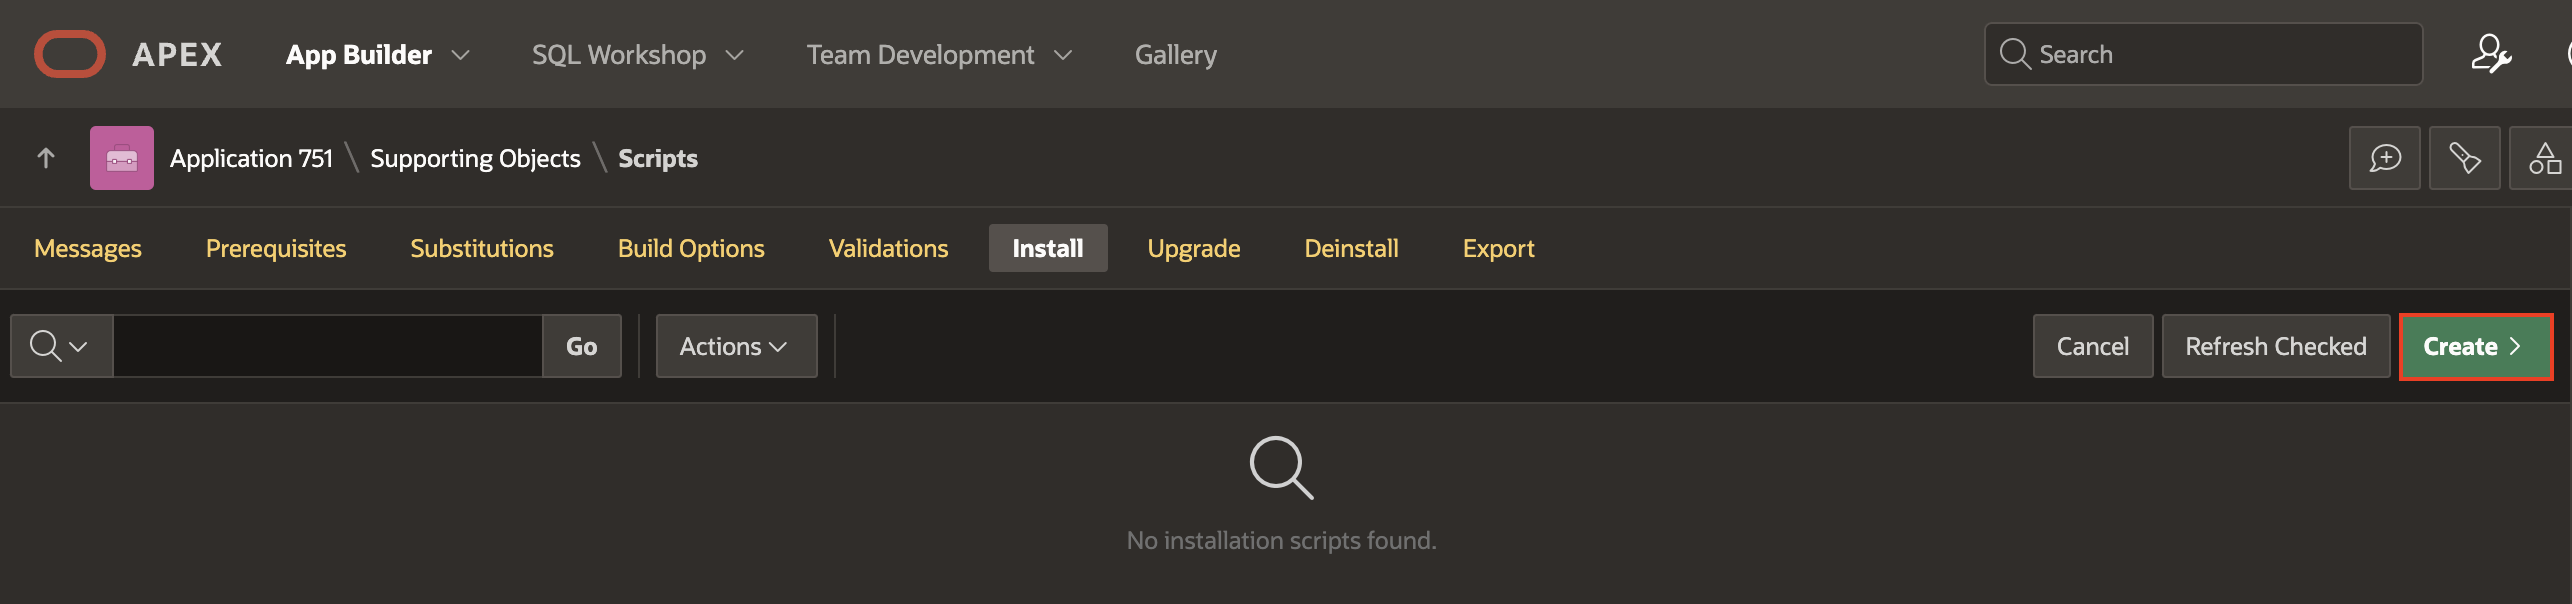 APEX App Builder SQL Workshop Team Development Gallery Search
Application 751 \ Supporting Objects \ Scripts
Messages Prerequisites Substitutions Build Options Validations Install Upgrade Deinstall Export
Go Actions Cancel Refresh Checked Create
No installation scripts found.